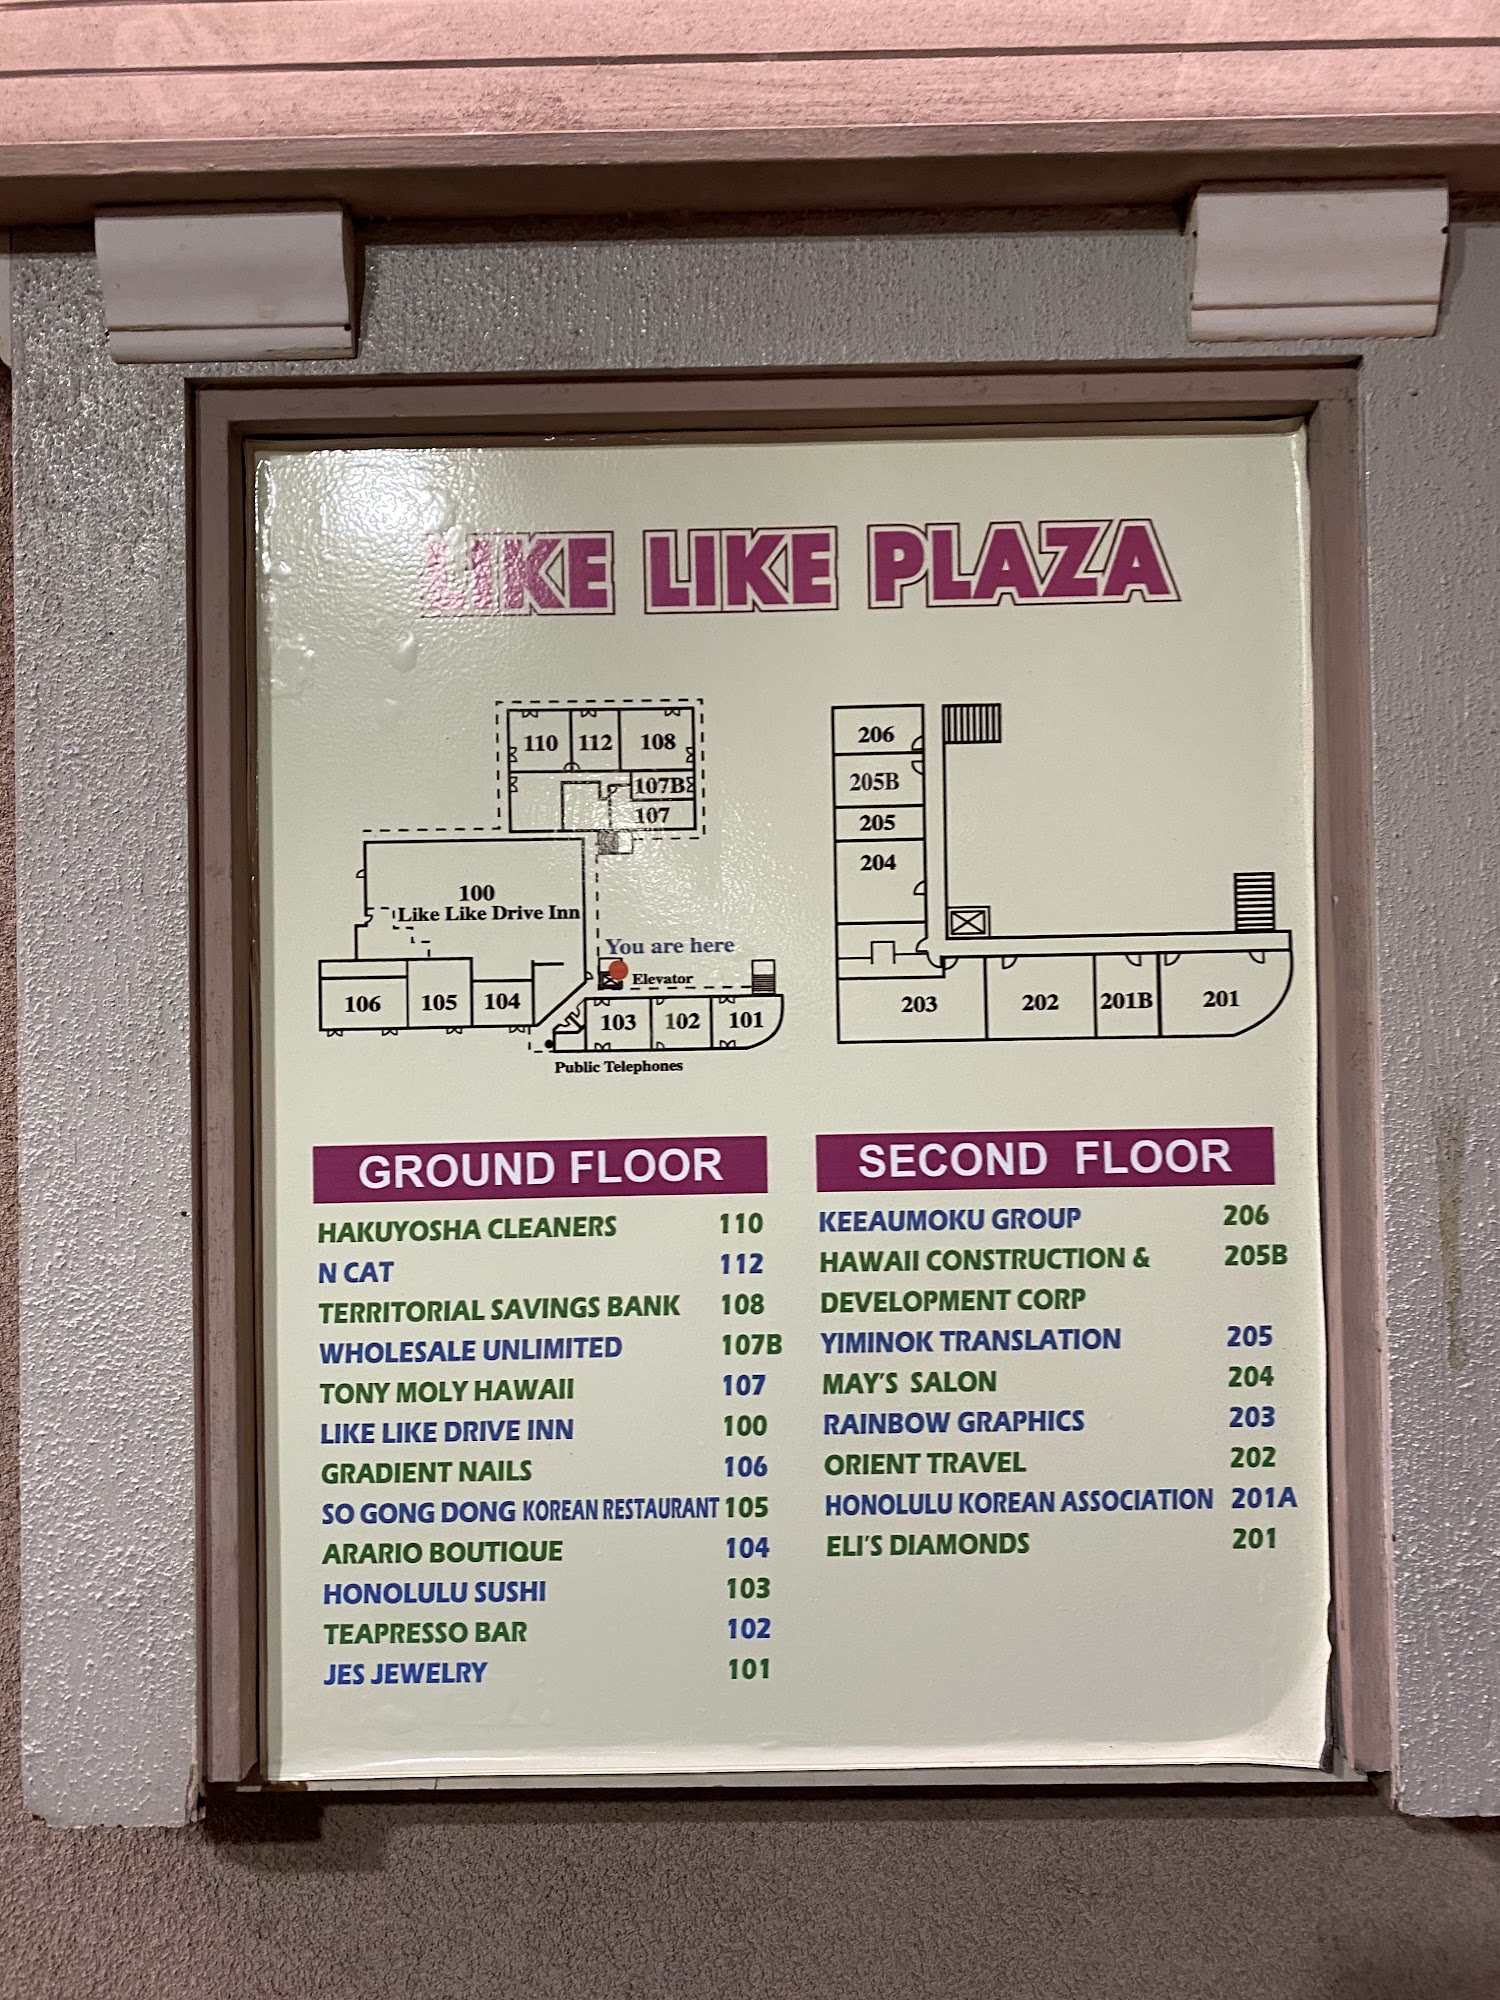 LIKE LIKE PLAZA
110 112 108
107B
107
100
Like Like Drive Inn
You are here
Elevator
106 105 104
103 102 101
Public Telephones
206
205B
205
204
203 202 201B 201
GROUND FLOOR
HAKUYOSHA CLEANERS 110
N CAT 112
TERRITORIAL SAVINGS BANK 108
WHOLESALE UNLIMITED 107B
TONY MOLY HAWAII 107
LIKE LIKE DRIVE INN 100
GRADIENT NAILS 106
SO GONG DONG KOREAN RESTAURANT 105
ARARIO BOUTIQUE 104
HONOLULU SUSHI 103
TEAPRESSO BAR 102
JES JEWELRY 101
SECOND FLOOR
KEEAUMOKU GROUP 206
HAWAII CONSTRUCTION & 205B
DEVELOPMENT CORP
YIMINOK TRANSLATION 205
MAY'S SALON 204
RAINBOW GRAPHICS 203
ORIENT TRAVEL 202
HONOLULU KOREAN ASSOCIATION 201A
ELI'S DIAMONDS 201